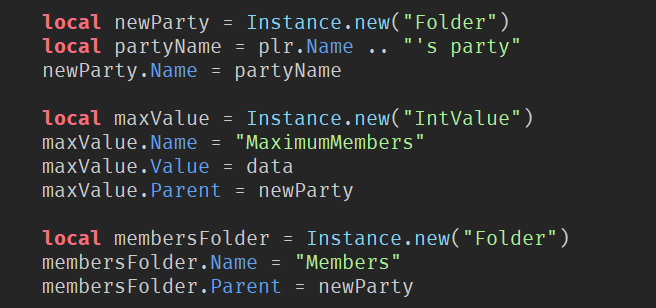 local newParty = Instance.new("Folder")
local partyName = plr.Name .. "'s party"
newParty.Name = partyName
local maxValue = Instance.new("IntValue")
maxValue.Name = "MaximumMembers"
maxValue.Value = data
maxValue.Parent = newParty
local membersFolder = Instance.new("Folder")
membersFolder.Name = "Members"
membersFolder.Parent = newParty